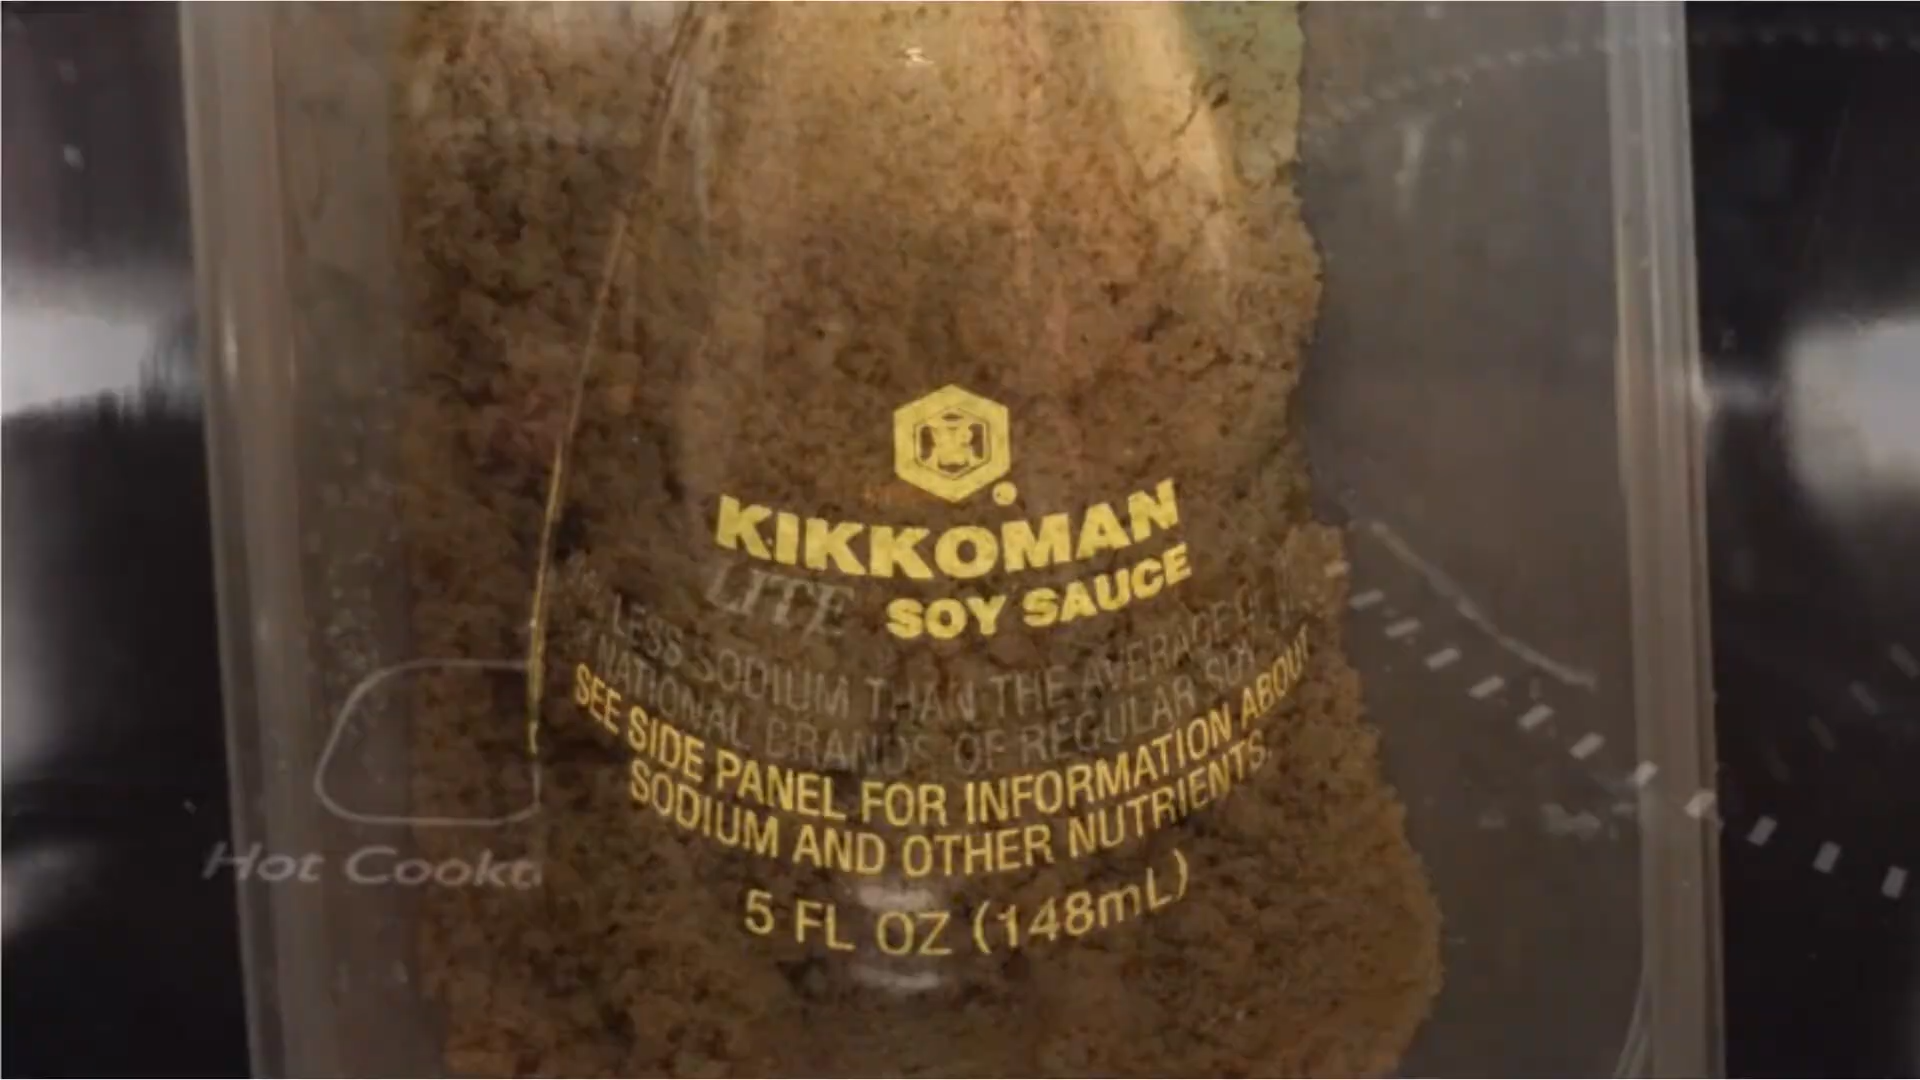 KIKKOMAN
LITE SOY SAUCE
LESS SODIUM THAN THE AVERAGE
NATIONAL BRANDS OF REGULAR SOY
SEE SIDE PANEL FOR INFORMATION ABOUT
SODIUM AND OTHER NUTRIENTS.
5 FL OZ (148mL)
Hot